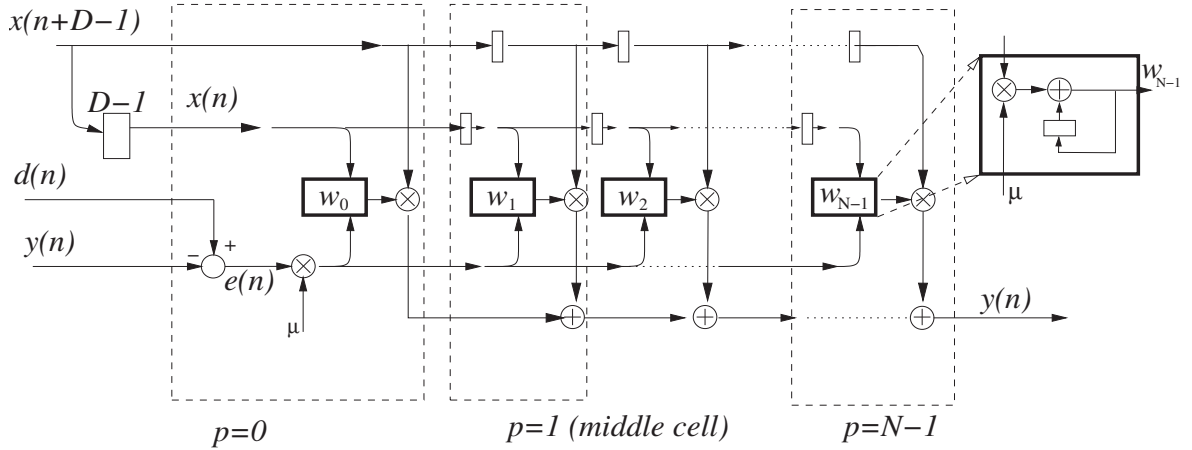 x(n+D−1)
D−1
x(n)
d(n)
y(n)
−
+
e(n)
μ
w0
w1
w2
wN−1
wN−1
μ
y(n)
p=0
p=1 (middle cell)
p=N−1